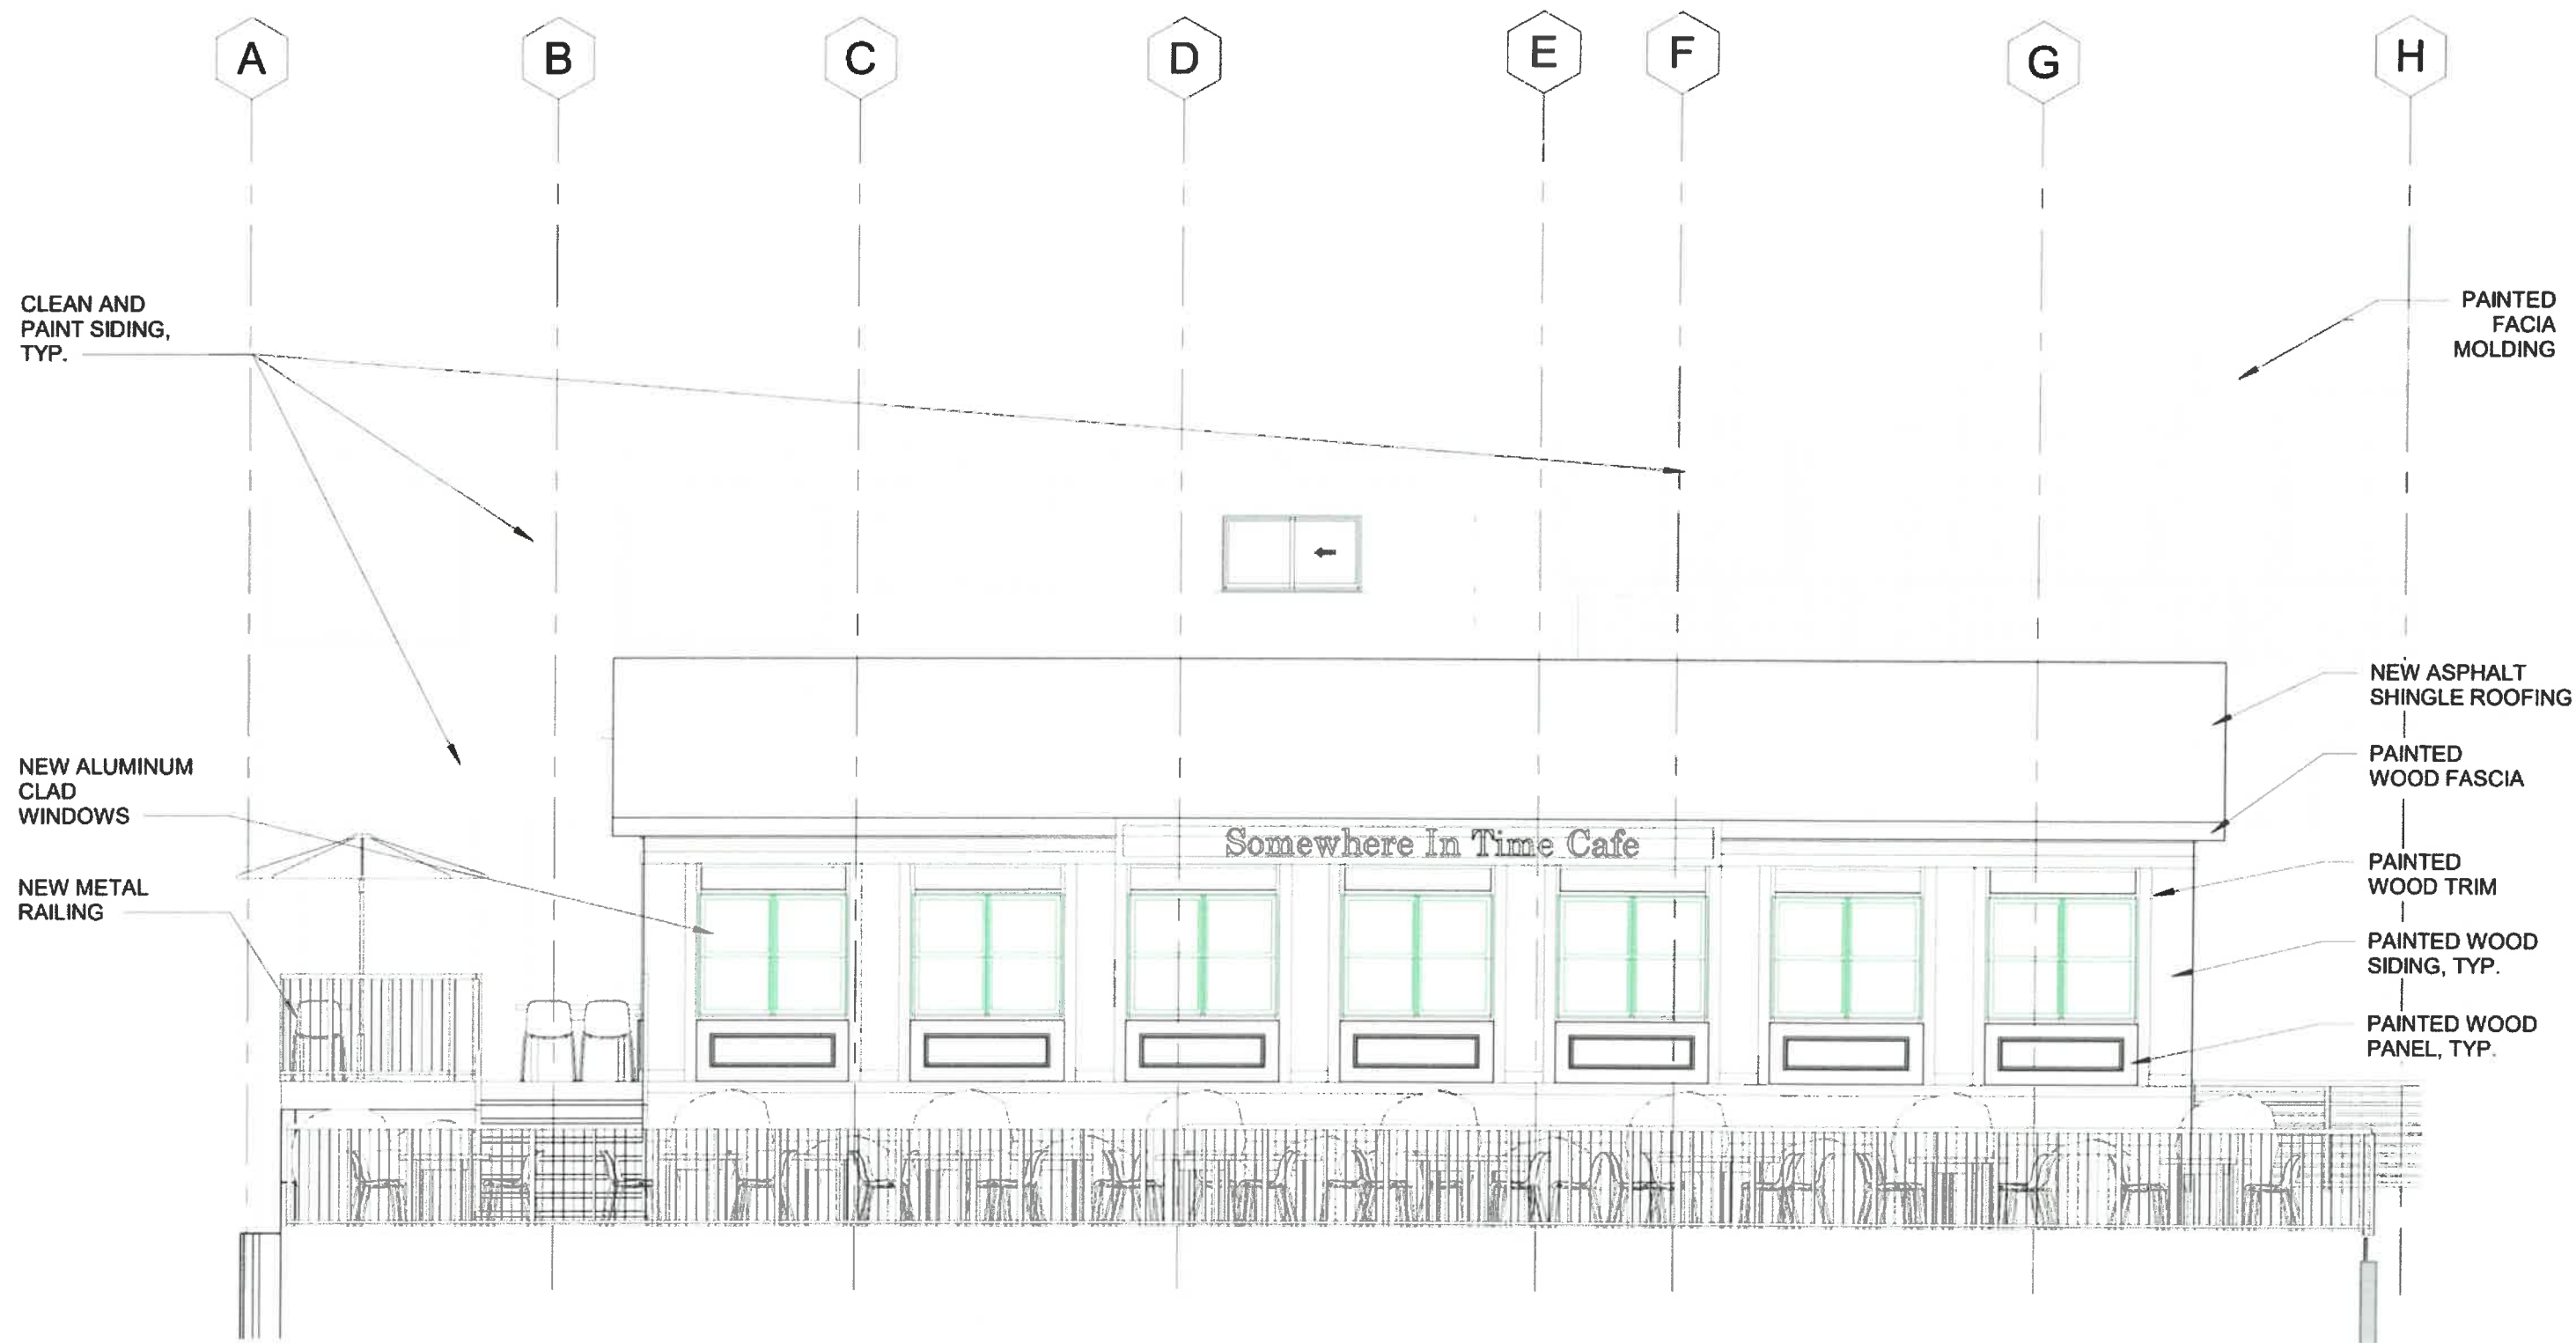 A
B
C
D
E
F
G
H
CLEAN AND
PAINT SIDING,
TYP.
PAINTED
FACIA
MOLDING
NEW ASPHALT
SHINGLE ROOFING
PAINTED
WOOD FASCIA
NEW ALUMINUM
CLAD
WINDOWS
Somewhere In Time Cafe
NEW METAL
RAILING
PAINTED
WOOD TRIM
PAINTED WOOD
SIDING, TYP.
PAINTED WOOD
PANEL, TYP.